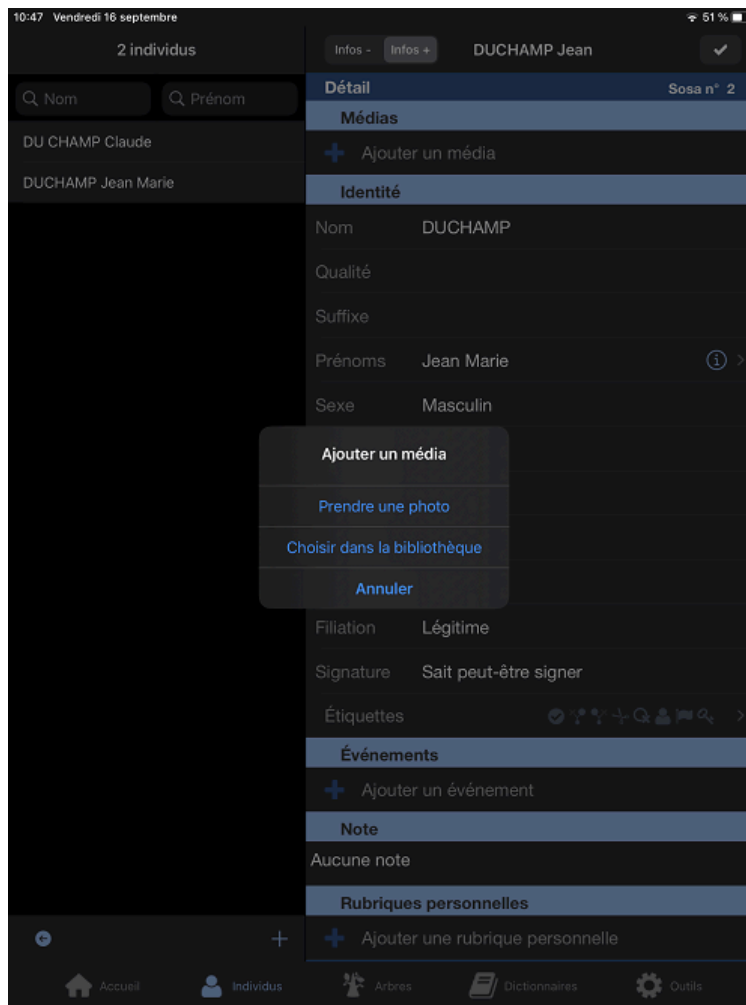 10:47 Vendredi 16 septembre
51 %
2 individus
Infos - Infos + DUCHAMP Jean
Nom Prénom
DU CHAMP Claude
DUCHAMP Jean Marie
Détail Sosa n° 2
Médias
Ajouter un média
Identité
Nom DUCHAMP
Qualité
Suffixe
Prénoms Jean Marie
Sexe Masculin
Ajouter un média
Prendre une photo
Choisir dans la bibliothèque
Annuler
Filiation Légitime
Signature Sait peut-être signer
Étiquettes
Événements
Ajouter un événement
Note
Aucune note
Rubriques personnelles
Ajouter une rubrique personnelle
Accueil Individus Arbres Dictionnaires Outils